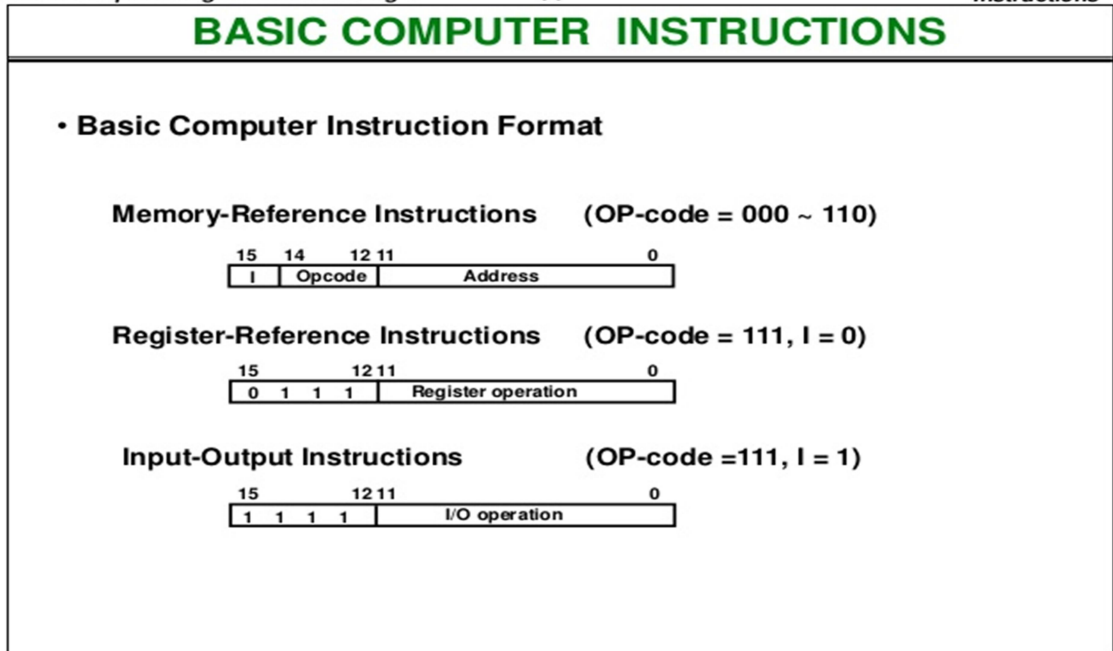 BASIC COMPUTER INSTRUCTIONS
• Basic Computer Instruction Format
Memory-Reference Instructions (OP-code = 000 ~ 110)
15 14 12 11 0
I Opcode Address
Register-Reference Instructions (OP-code = 111, I = 0)
15 12 11 0
0 1 1 1 Register operation
Input-Output Instructions (OP-code =111, I = 1)
15 12 11 0
1 1 1 1 I/O operation